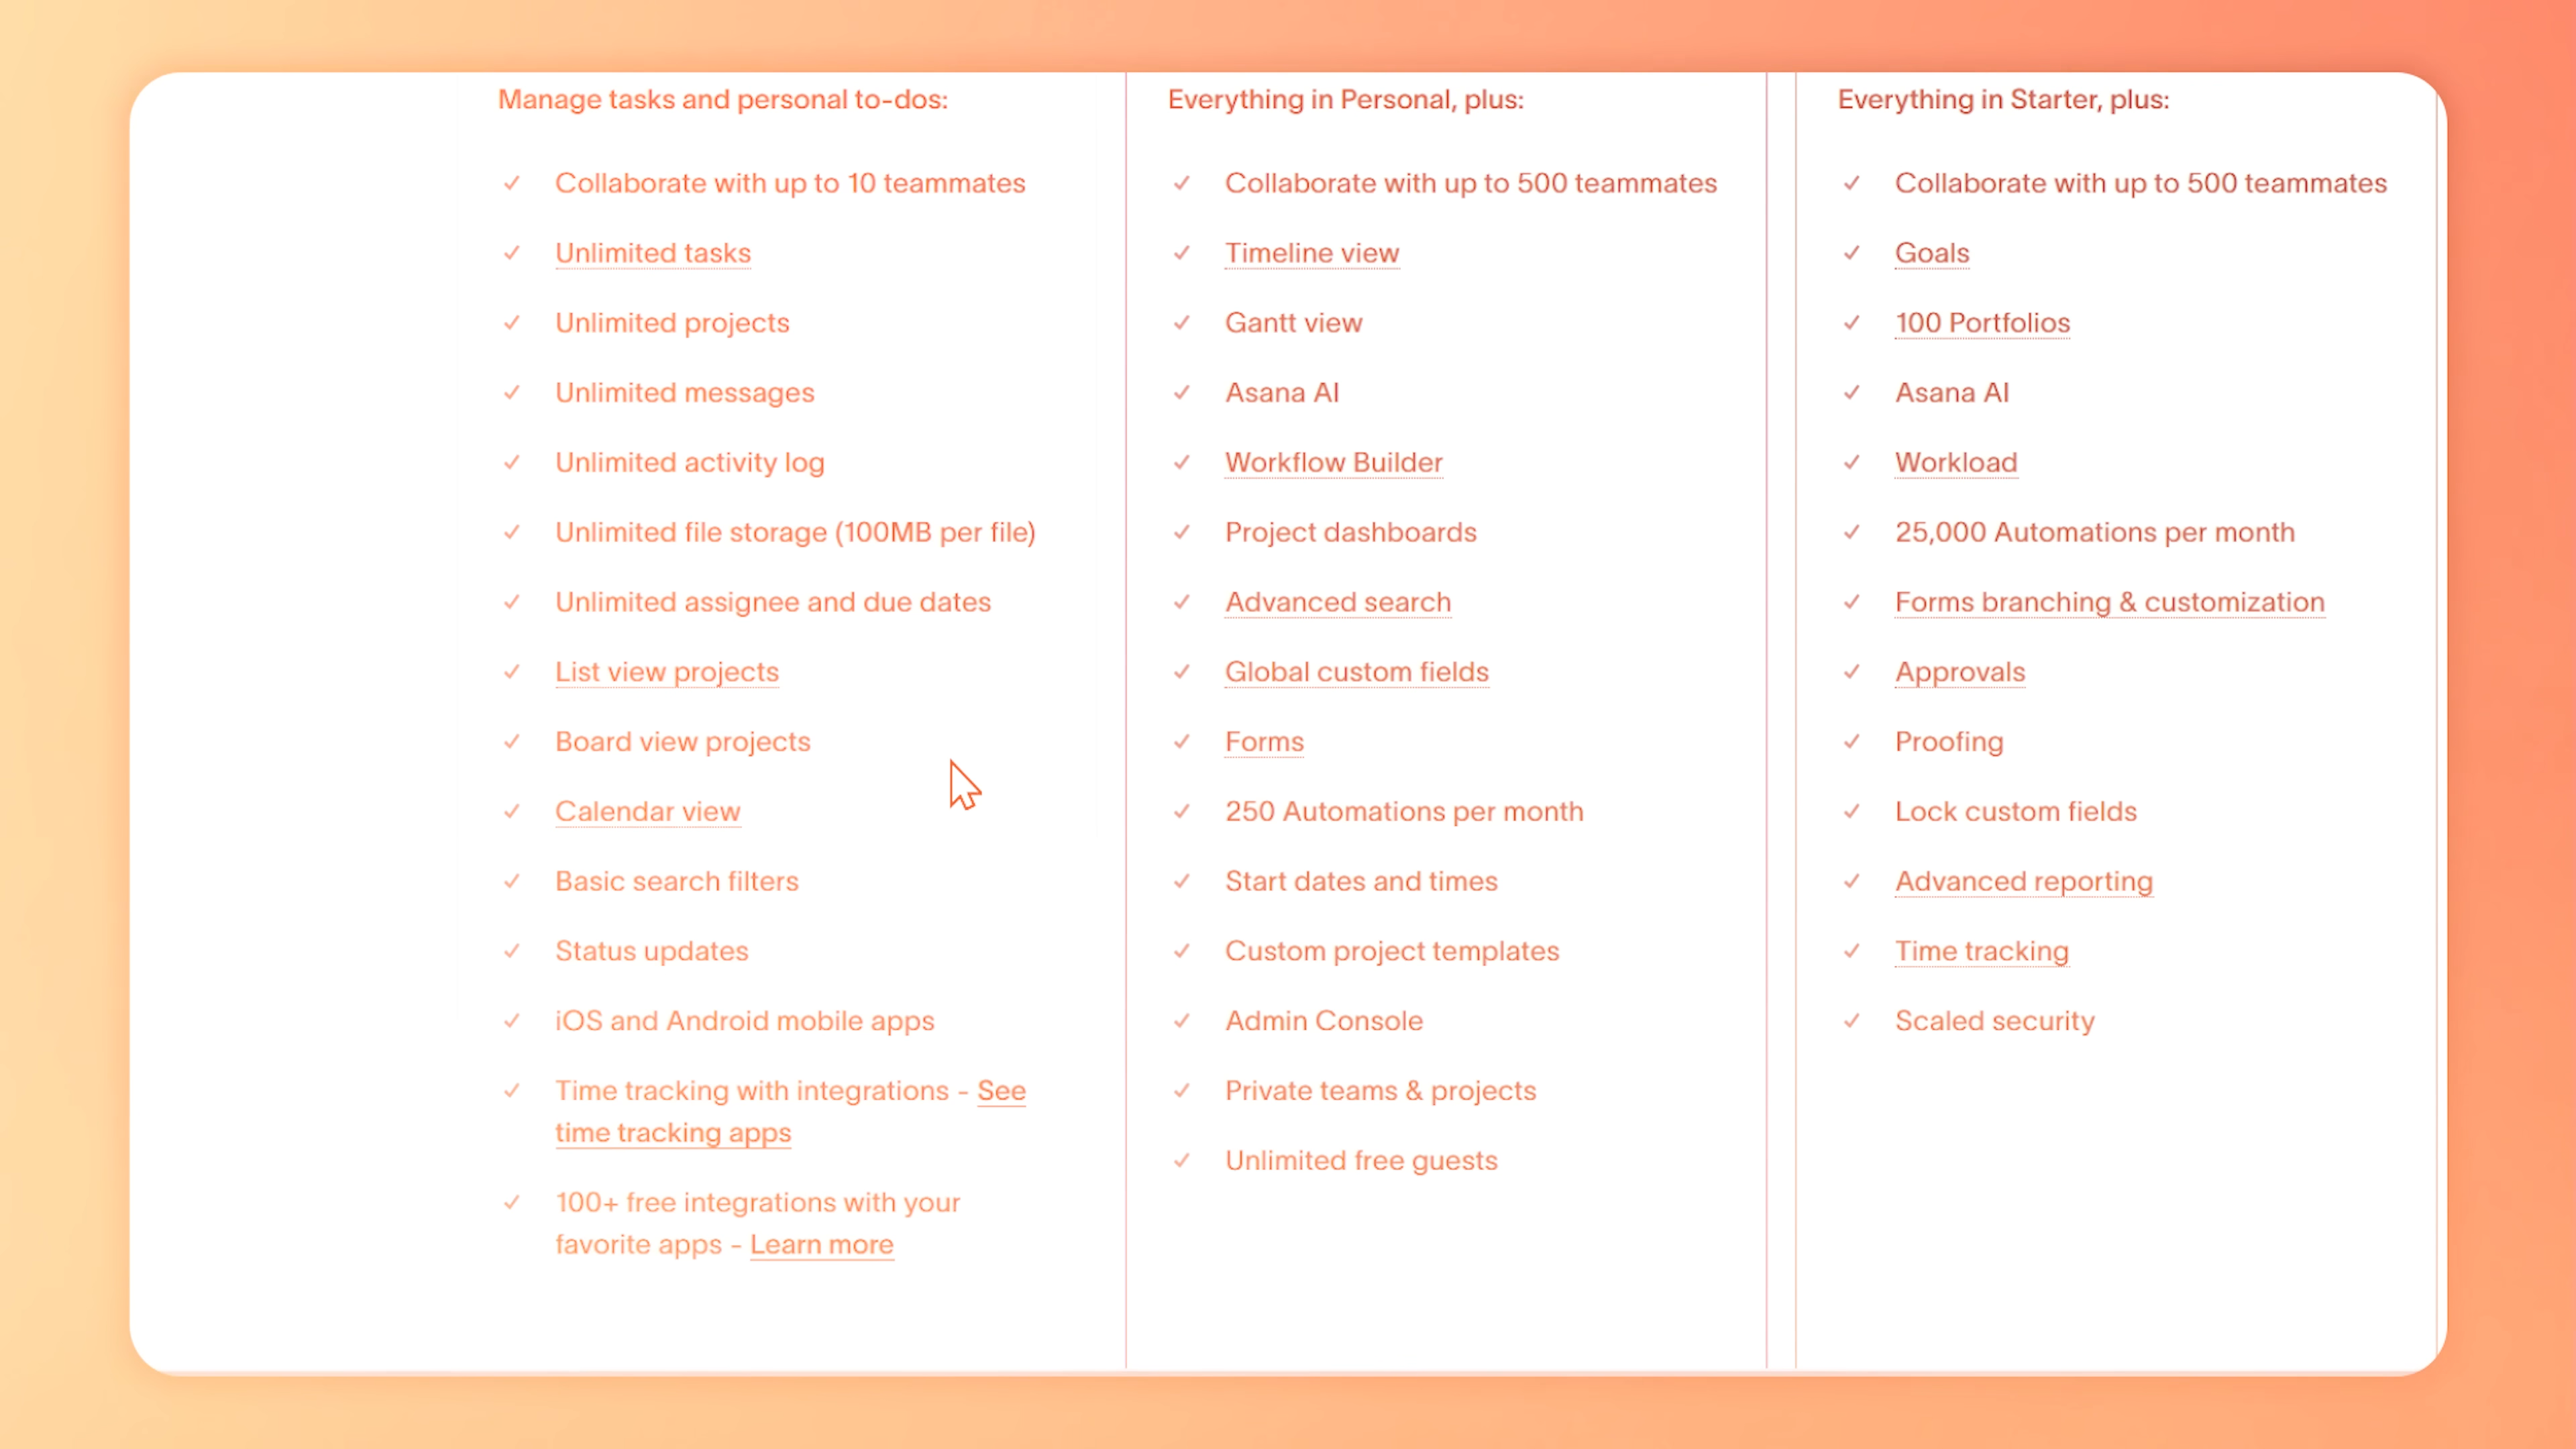 Manage tasks and personal to-dos:
Collaborate with up to 10 teammates
Unlimited tasks
Unlimited projects
Unlimited messages
Unlimited activity log
Unlimited file storage (100MB per file)
Unlimited assignee and due dates
List view projects
Board view projects
Calendar view
Basic search filters
Status updates
iOS and Android mobile apps
Time tracking with integrations - See
time tracking apps
100+ free integrations with your
favorite apps - Learn more
Everything in Personal, plus:
Collaborate with up to 500 teammates
Timeline view
Gantt view
Asana AI
Workflow Builder
Project dashboards
Advanced search
Global custom fields
Forms
250 Automations per month
Start dates and times
Custom project templates
Admin Console
Private teams & projects
Unlimited free guests
Everything in Starter, plus:
Collaborate with up to 500 teammates
Goals
100 Portfolios
Asana AI
Workload
25,000 Automations per month
Forms branching & customization
Approvals
Proofing
Lock custom fields
Advanced reporting
Time tracking
Scaled security